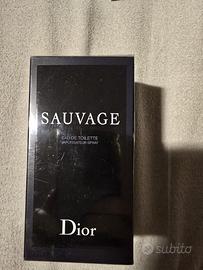 SAUVAGE
EAU DE TOILETTE
VAPORISATEUR SPRAY
Dior
subito